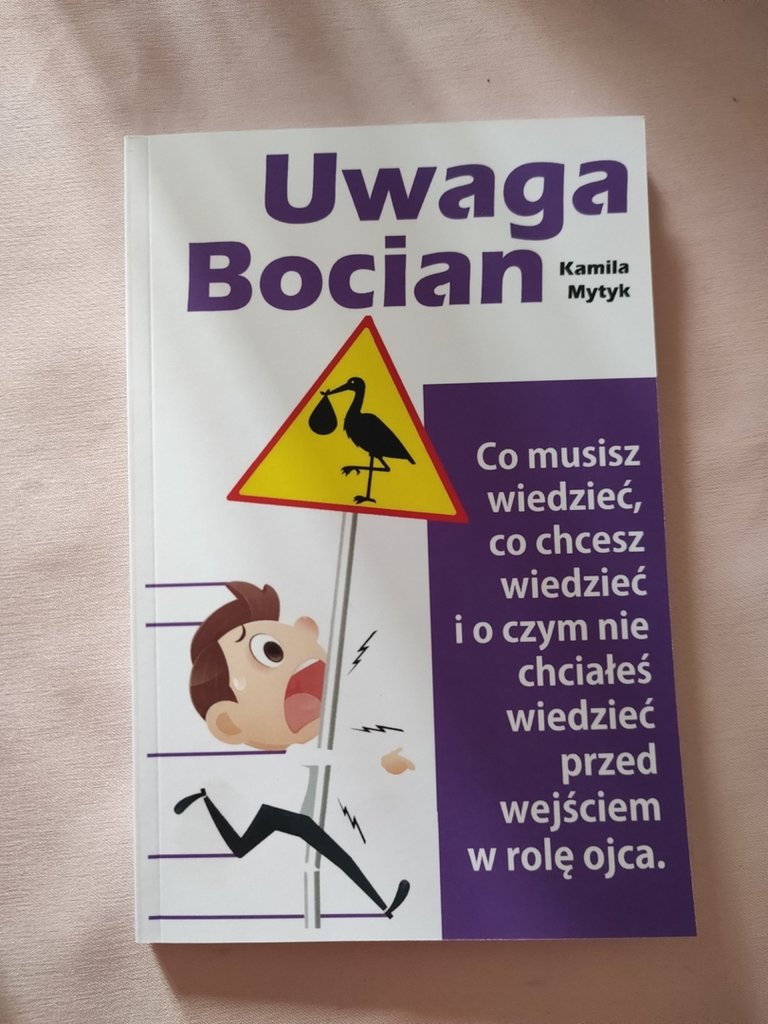 Uwaga
Bocian
Kamila
Mytyk
Co musisz
wiedzieć,
co chcesz
wiedzieć
i o czym nie
chciałeś
wiedzieć
przed
wejściem
w rolę ojca.